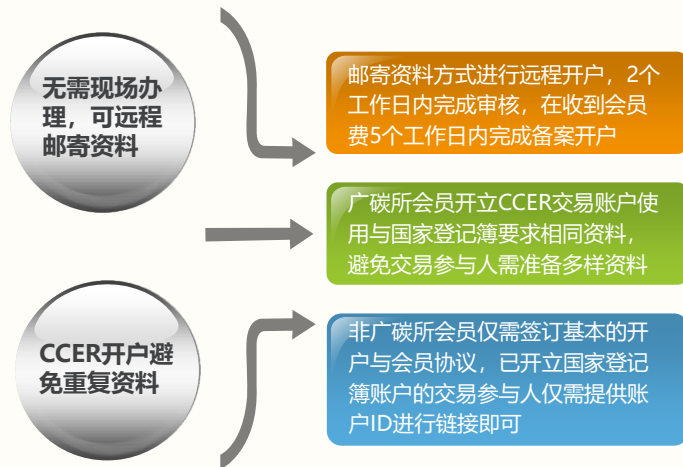 无需现场办
理，可远程
邮寄资料
邮寄资料方式进行远程开户，2个
工作日内完成审核，在收到会员
费5个工作日内完成备案开户
广碳所会员开立CCER交易账户使
用与国家登记簿要求相同资料，
避免交易参与人需准备多样资料
CCER开户避
免重复资料
非广碳所会员仅需签订基本的开
户与会员协议，已开立国家登记
簿账户的交易参与人仅需提供账
户ID进行链接即可